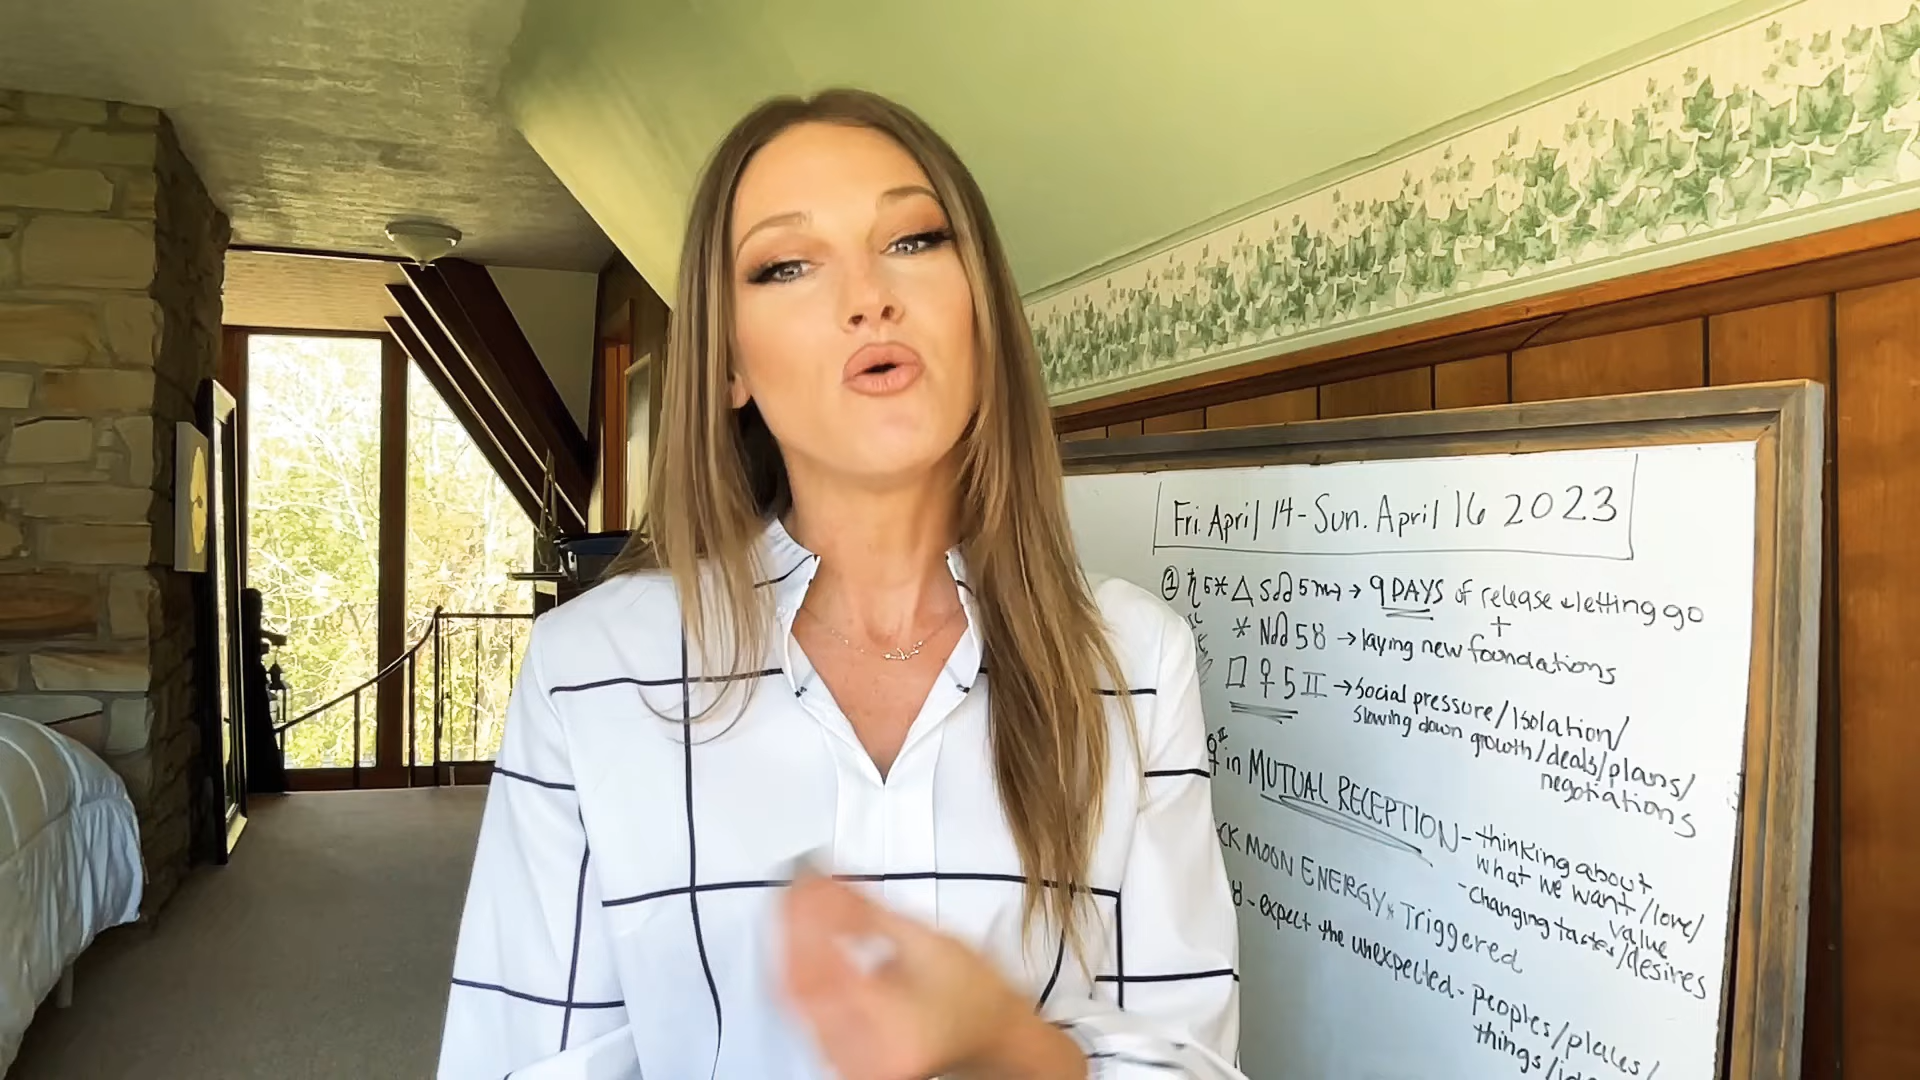 Fri. April 14 - Sun. April 16 2023
① ♄ 5° ⚹ △ S☊ 5 ♏ → 9 DAYS of release & letting go
+
* N☊ 5 ♉ → laying new foundations
□ ♀ 5 II → Social pressure/Isolation/
slowing down growth/deals/plans/
negotiations
in MUTUAL RECEPTION - thinking about
what we want/love/
value
- changing tastes/desires
MOON ENERGY * Triggered
♉ - expect the unexpected - peoples/places/
things/